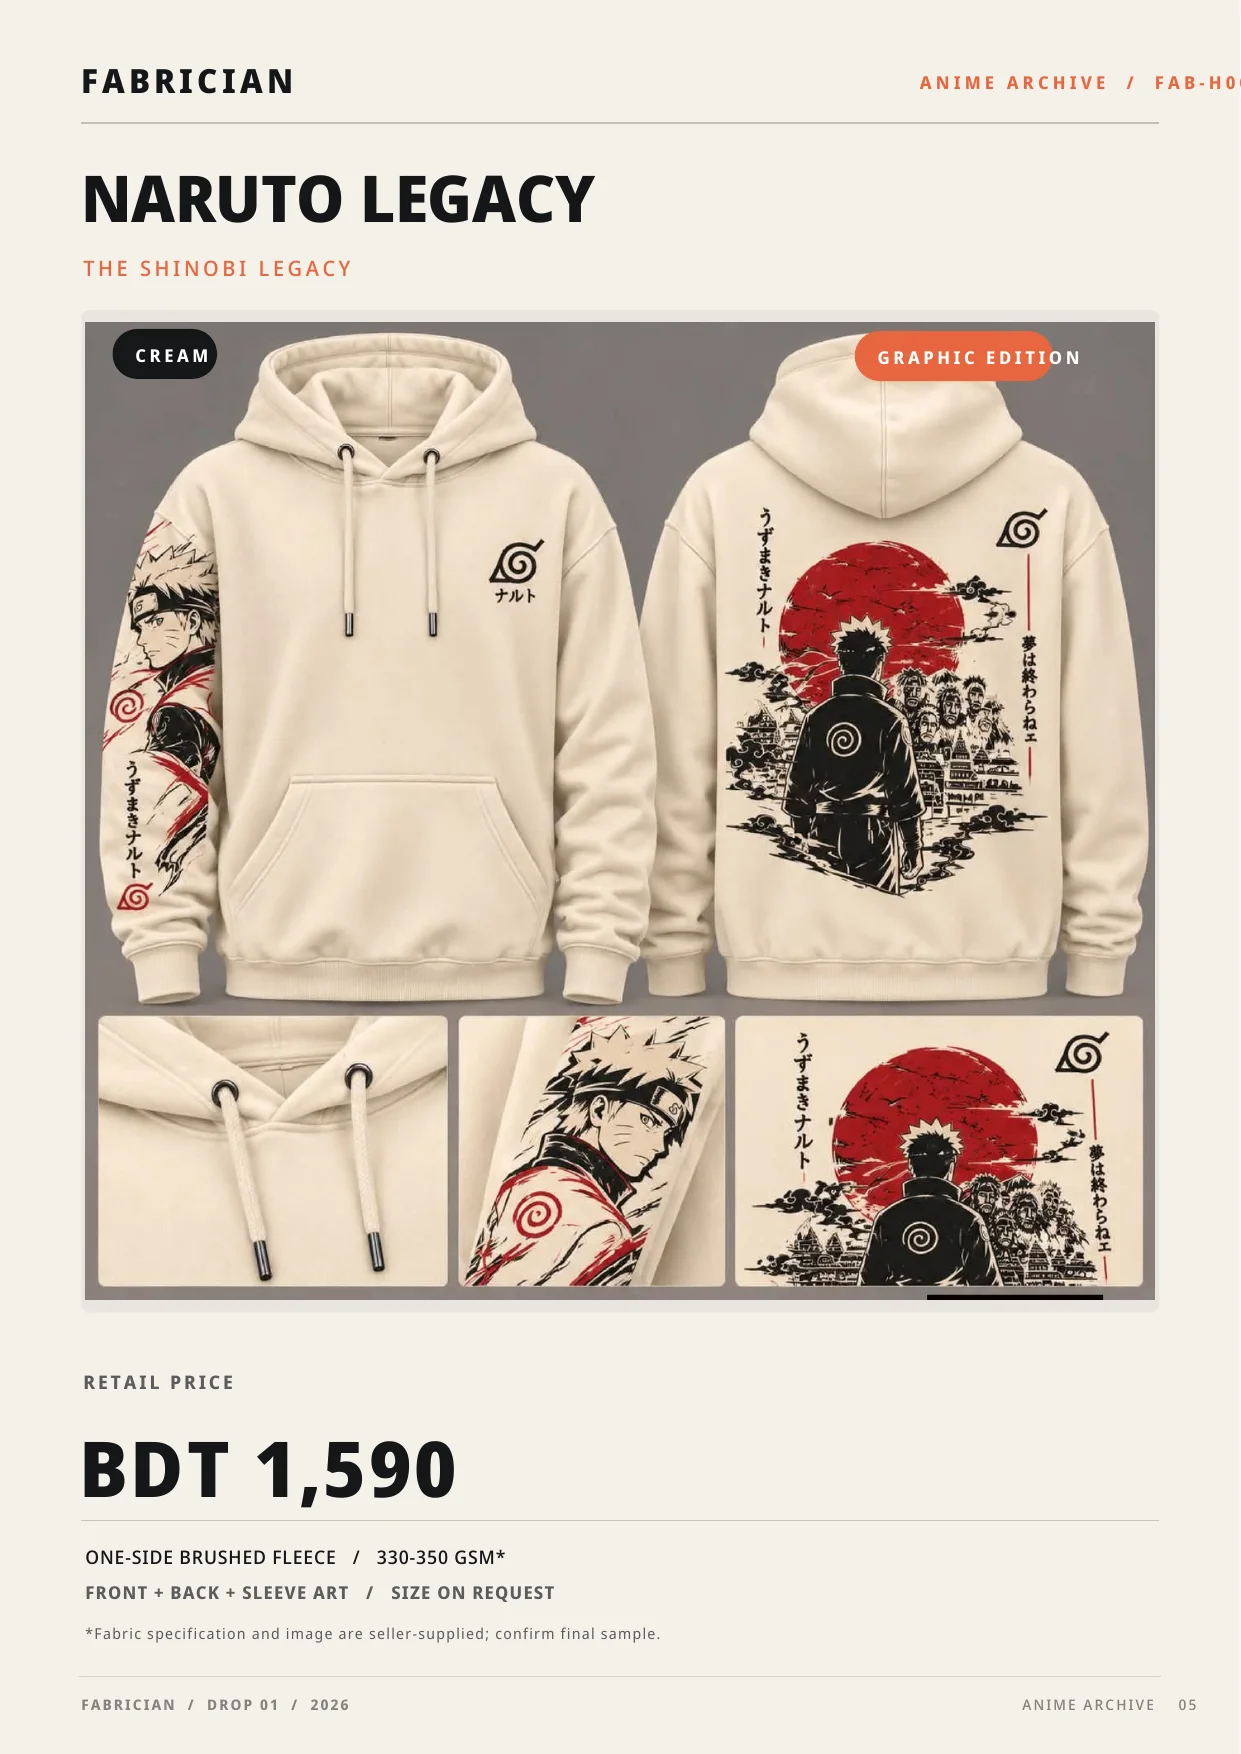 FABRICIAN
ANIME ARCHIVE / FAB-H0
NARUTO LEGACY
THE SHINOBI LEGACY
CREAM
GRAPHIC EDITION
ナルト
うずまきナルト
うずまきナルト
夢は終わらねェ
うずまきナルト
夢は終わらねェ
RETAIL PRICE
BDT 1,590
ONE-SIDE BRUSHED FLEECE / 330-350 GSM*
FRONT + BACK + SLEEVE ART / SIZE ON REQUEST
*Fabric specification and image are seller-supplied; confirm final sample.
FABRICIAN / DROP 01 / 2026
ANIME ARCHIVE 05